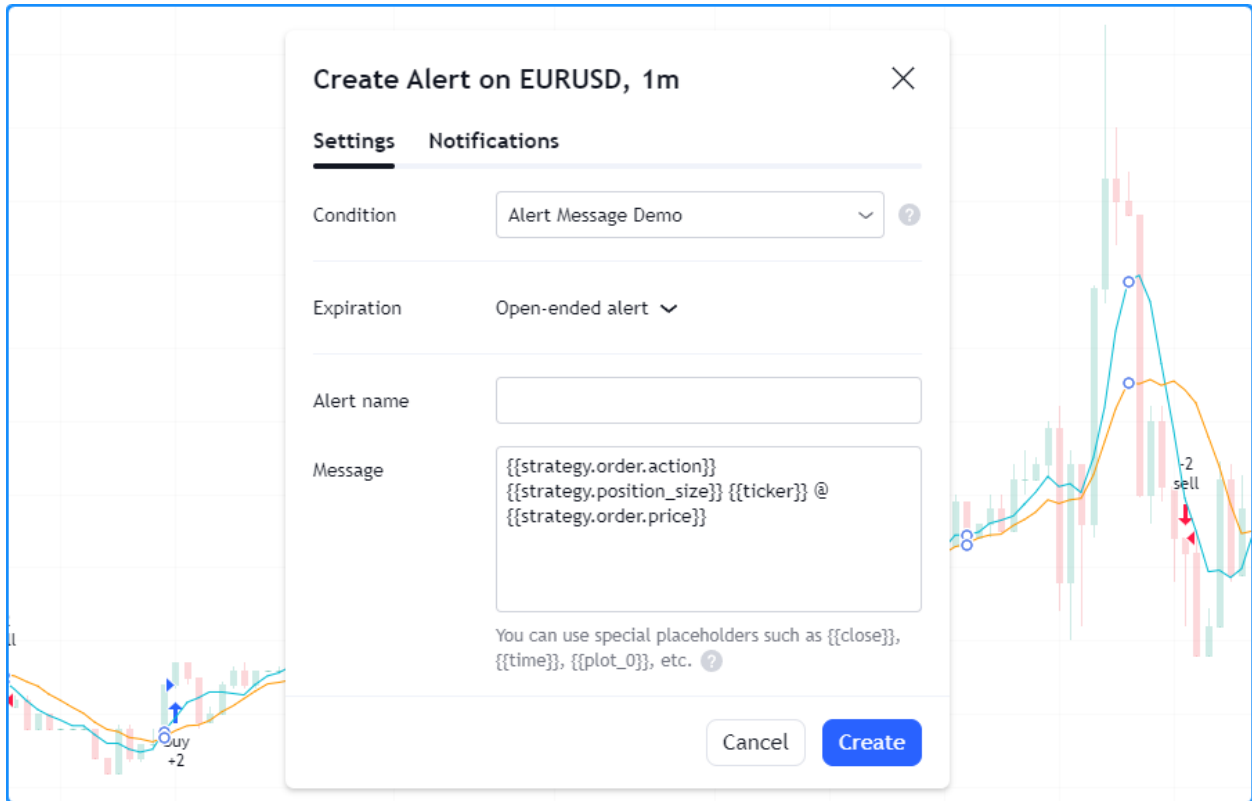 Create Alert on EURUSD, 1m
Settings Notifications
Condition Alert Message Demo ?
Expiration Open-ended alert
Alert name
Message {{strategy.order.action}}
{{strategy.position_size}} {{ticker}} @
{{strategy.order.price}}
You can use special placeholders such as {{close}},
{{time}}, {{plot_0}}, etc. ?
Cancel Create
-2
sell
+2